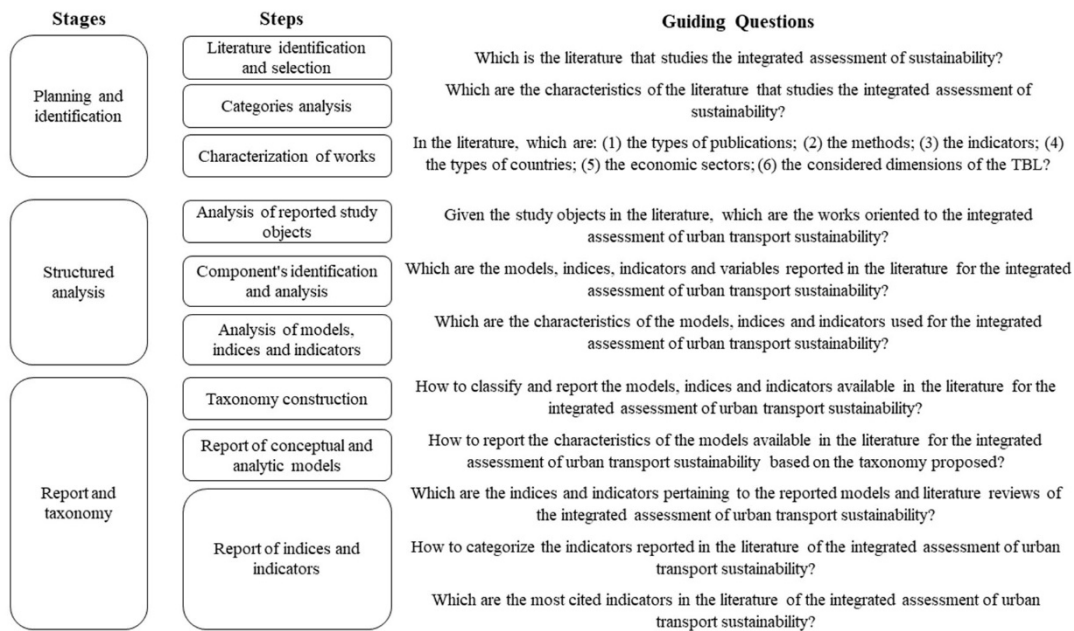 Stages Steps Guiding Questions
Planning and
identification
Literature identification
and selection
Which is the literature that studies the integrated assessment of sustainability?
Categories analysis
Which are the characteristics of the literature that studies the integrated assessment of
sustainability?
Characterization of works
In the literature, which are: (1) the types of publications; (2) the methods; (3) the indicators; (4)
the types of countries; (5) the economic sectors; (6) the considered dimensions of the TBL?
Structured
analysis
Analysis of reported study
objects
Given the study objects in the literature, which are the works oriented to the integrated
assessment of urban transport sustainability?
Component's identification
and analysis
Which are the models, indices, indicators and variables reported in the literature for the integrated
assessment of urban transport sustainability?
Analysis of models,
indices and indicators
Which are the characteristics of the models, indices and indicators used for the integrated
assessment of urban transport sustainability?
Report and
taxonomy
Taxonomy construction
How to classify and report the models, indices and indicators available in the literature for the
integrated assessment of urban transport sustainability?
Report of conceptual and
analytic models
How to report the characteristics of the models available in the literature for the integrated
assessment of urban transport sustainability based on the taxonomy proposed?
Report of indices and
indicators
Which are the indices and indicators pertaining to the reported models and literature reviews of
the integrated assessment of urban transport sustainability?
How to categorize the indicators reported in the literature of the integrated assessment of urban
transport sustainability?
Which are the most cited indicators in the literature of the integrated assessment of urban
transport sustainability?